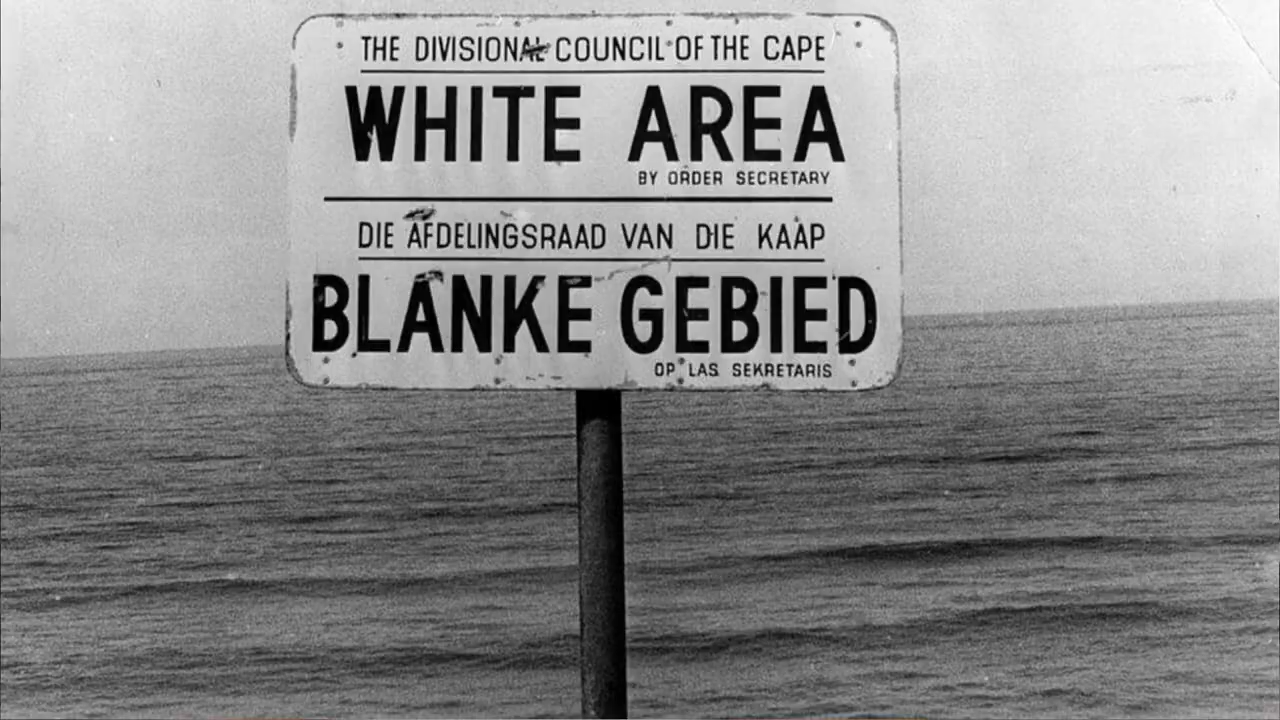 THE DIVISIONAL COUNCIL OF THE CAPE
WHITE AREA
BY ORDER SECRETARY
DIE AFDELINGSRAAD VAN DIE KAAP
BLANKE GEBIED
OP LAS SEKRETARIS